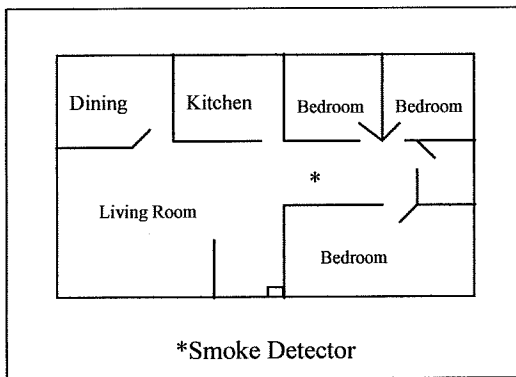 Dining
Kitchen
Bedroom
Bedroom
*
Living Room
Bedroom
*Smoke Detector